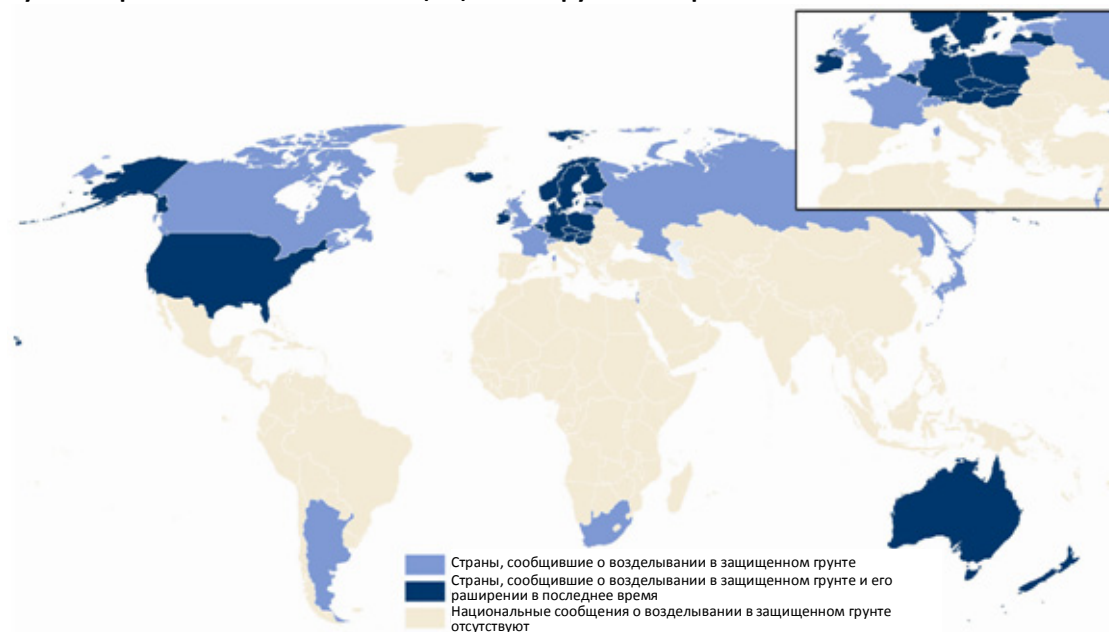 Страны, сообщившие о возделывании в защищенном грунте
Страны, сообщившие о возделывании в защищенном грунте и его
раширении в последнее время
Национальные сообщения о возделывании в защищенном грунте
отсутствуют